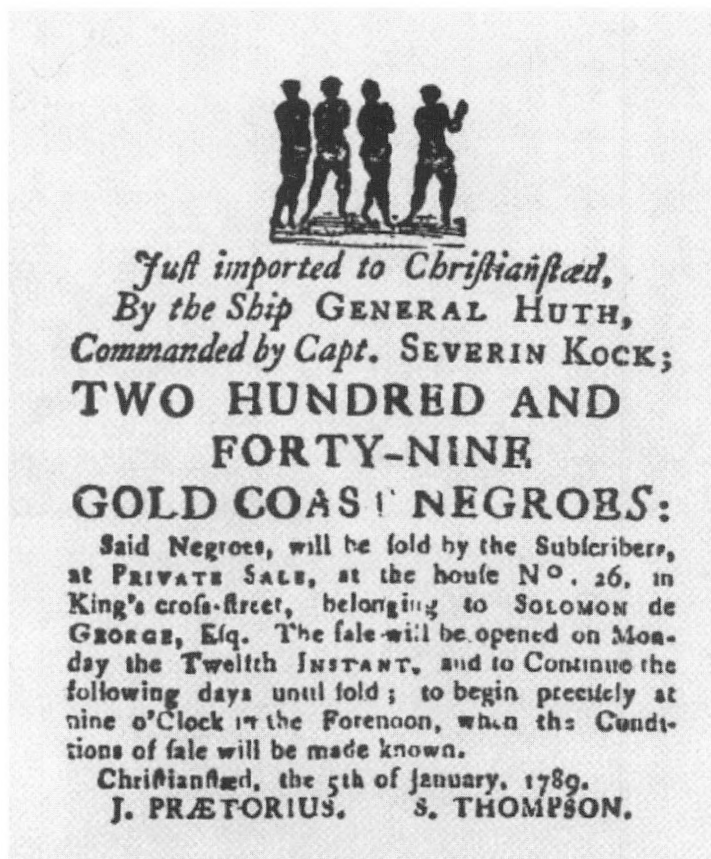 Juſt imported to Chriſtianſtæd,
By the Ship GENERAL HUTH,
Commanded by Capt. SEVERIN KOCK;
TWO HUNDRED AND
FORTY-NINE
GOLD COAST NEGROES:
Said Negroes, will be ſold by the Subſcribers,
at PRIVATE SALE, at the houſe Nº. 26, in
King's croſs-ſtreet, belonging to SOLOMON de
GEORGE, Eſq. The ſale will be opened on Mon-
day the Twelfth INSTANT, and to Continue the
following days until ſold; to begin preciſely at
nine o'Clock in the Forenoon, when the Condi-
tions of ſale will be made known.
Chriſtianſtæd, the 5th of January, 1789.
J. PRÆTORIUS. S. THOMPSON.